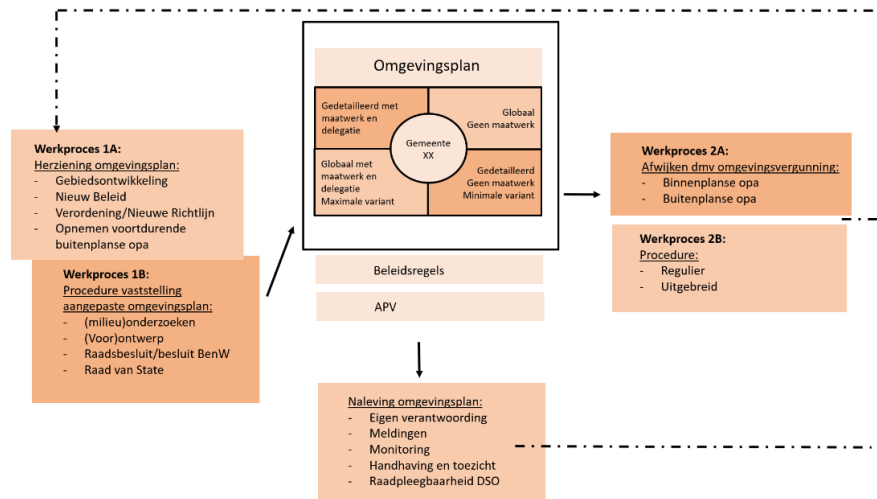 Omgevingsplan
Gedetailleerd met
maatwerk en
delegatie
Globaal
Geen maatwerk
Gemeente
XX
Globaal met
maatwerk en
delegatie
Maximale variant
Gedetailleerd
Geen maatwerk
Minimale variant
Beleidsregels
APV
Werkproces 1A:
Herziening omgevingsplan:
- Gebiedsontwikkeling
- Nieuw Beleid
- Verordening/Nieuwe Richtlijn
- Opnemen voortdurende
buitenplanse opa
Werkproces 1B:
Procedure vaststelling
aangepaste omgevingsplan:
- (milieu)onderzoeken
- (Voor)ontwerp
- Raadsbesluit/besluit BenW
- Raad van State
Werkproces 2A:
Afwijken dmv omgevingsvergunning:
- Binnenplanse opa
- Buitenplanse opa
Werkproces 2B:
Procedure:
- Regulier
- Uitgebreid
Naleving omgevingsplan:
- Eigen verantwoording
- Meldingen
- Monitoring
- Handhaving en toezicht
- Raadpleegbaarheid DSO